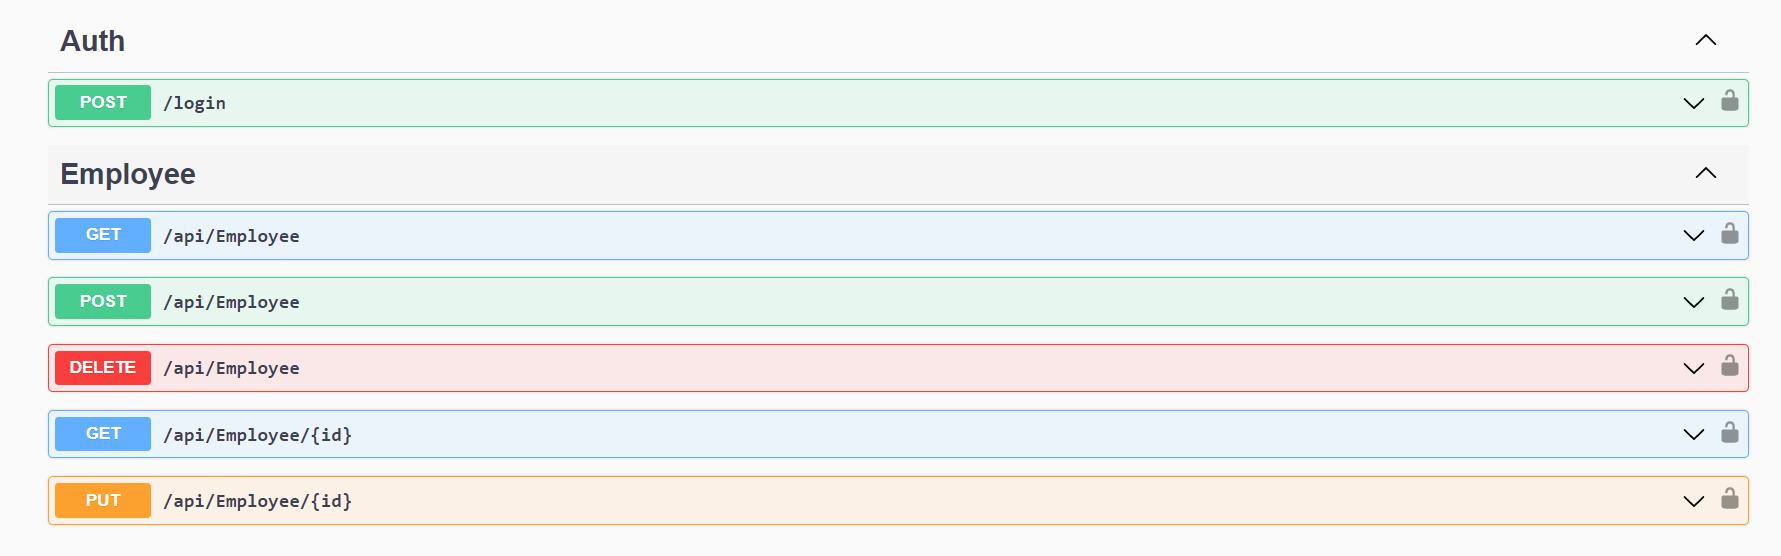 Auth
POST /login
Employee
GET /api/Employee
POST /api/Employee
DELETE /api/Employee
GET /api/Employee/{id}
PUT /api/Employee/{id}